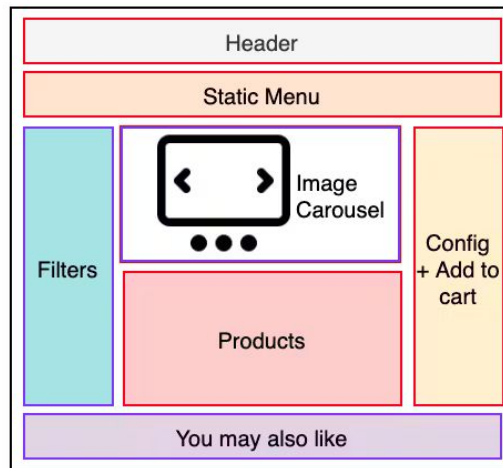 Header
Static Menu
Image
Carousel
Filters
Config
+ Add to
cart
Products
You may also like